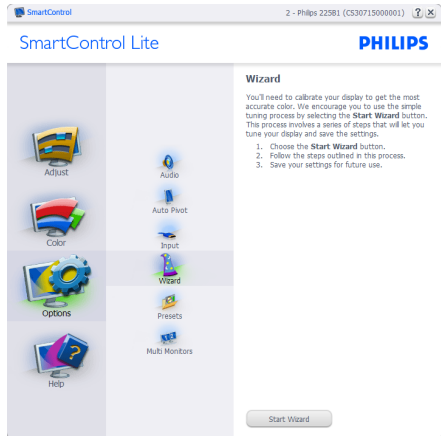 SmartControl
2 - Philips 225B1 (CS30715000001)
SmartControl Lite
PHILIPS
Adjust
Color
Options
Help
Audio
Auto Pivot
Input
Wizard
Presets
Multi Monitors
Wizard
You'll need to calibrate your display to get the most
accurate color. We encourage you to use the simple
tuning process by selecting the Start Wizard button.
This process involves a series of steps that will let you
tune your display and save the settings.
1. Choose the Start Wizard button.
2. Follow the steps outlined in this process.
3. Save your settings for future use.
Start Wizard